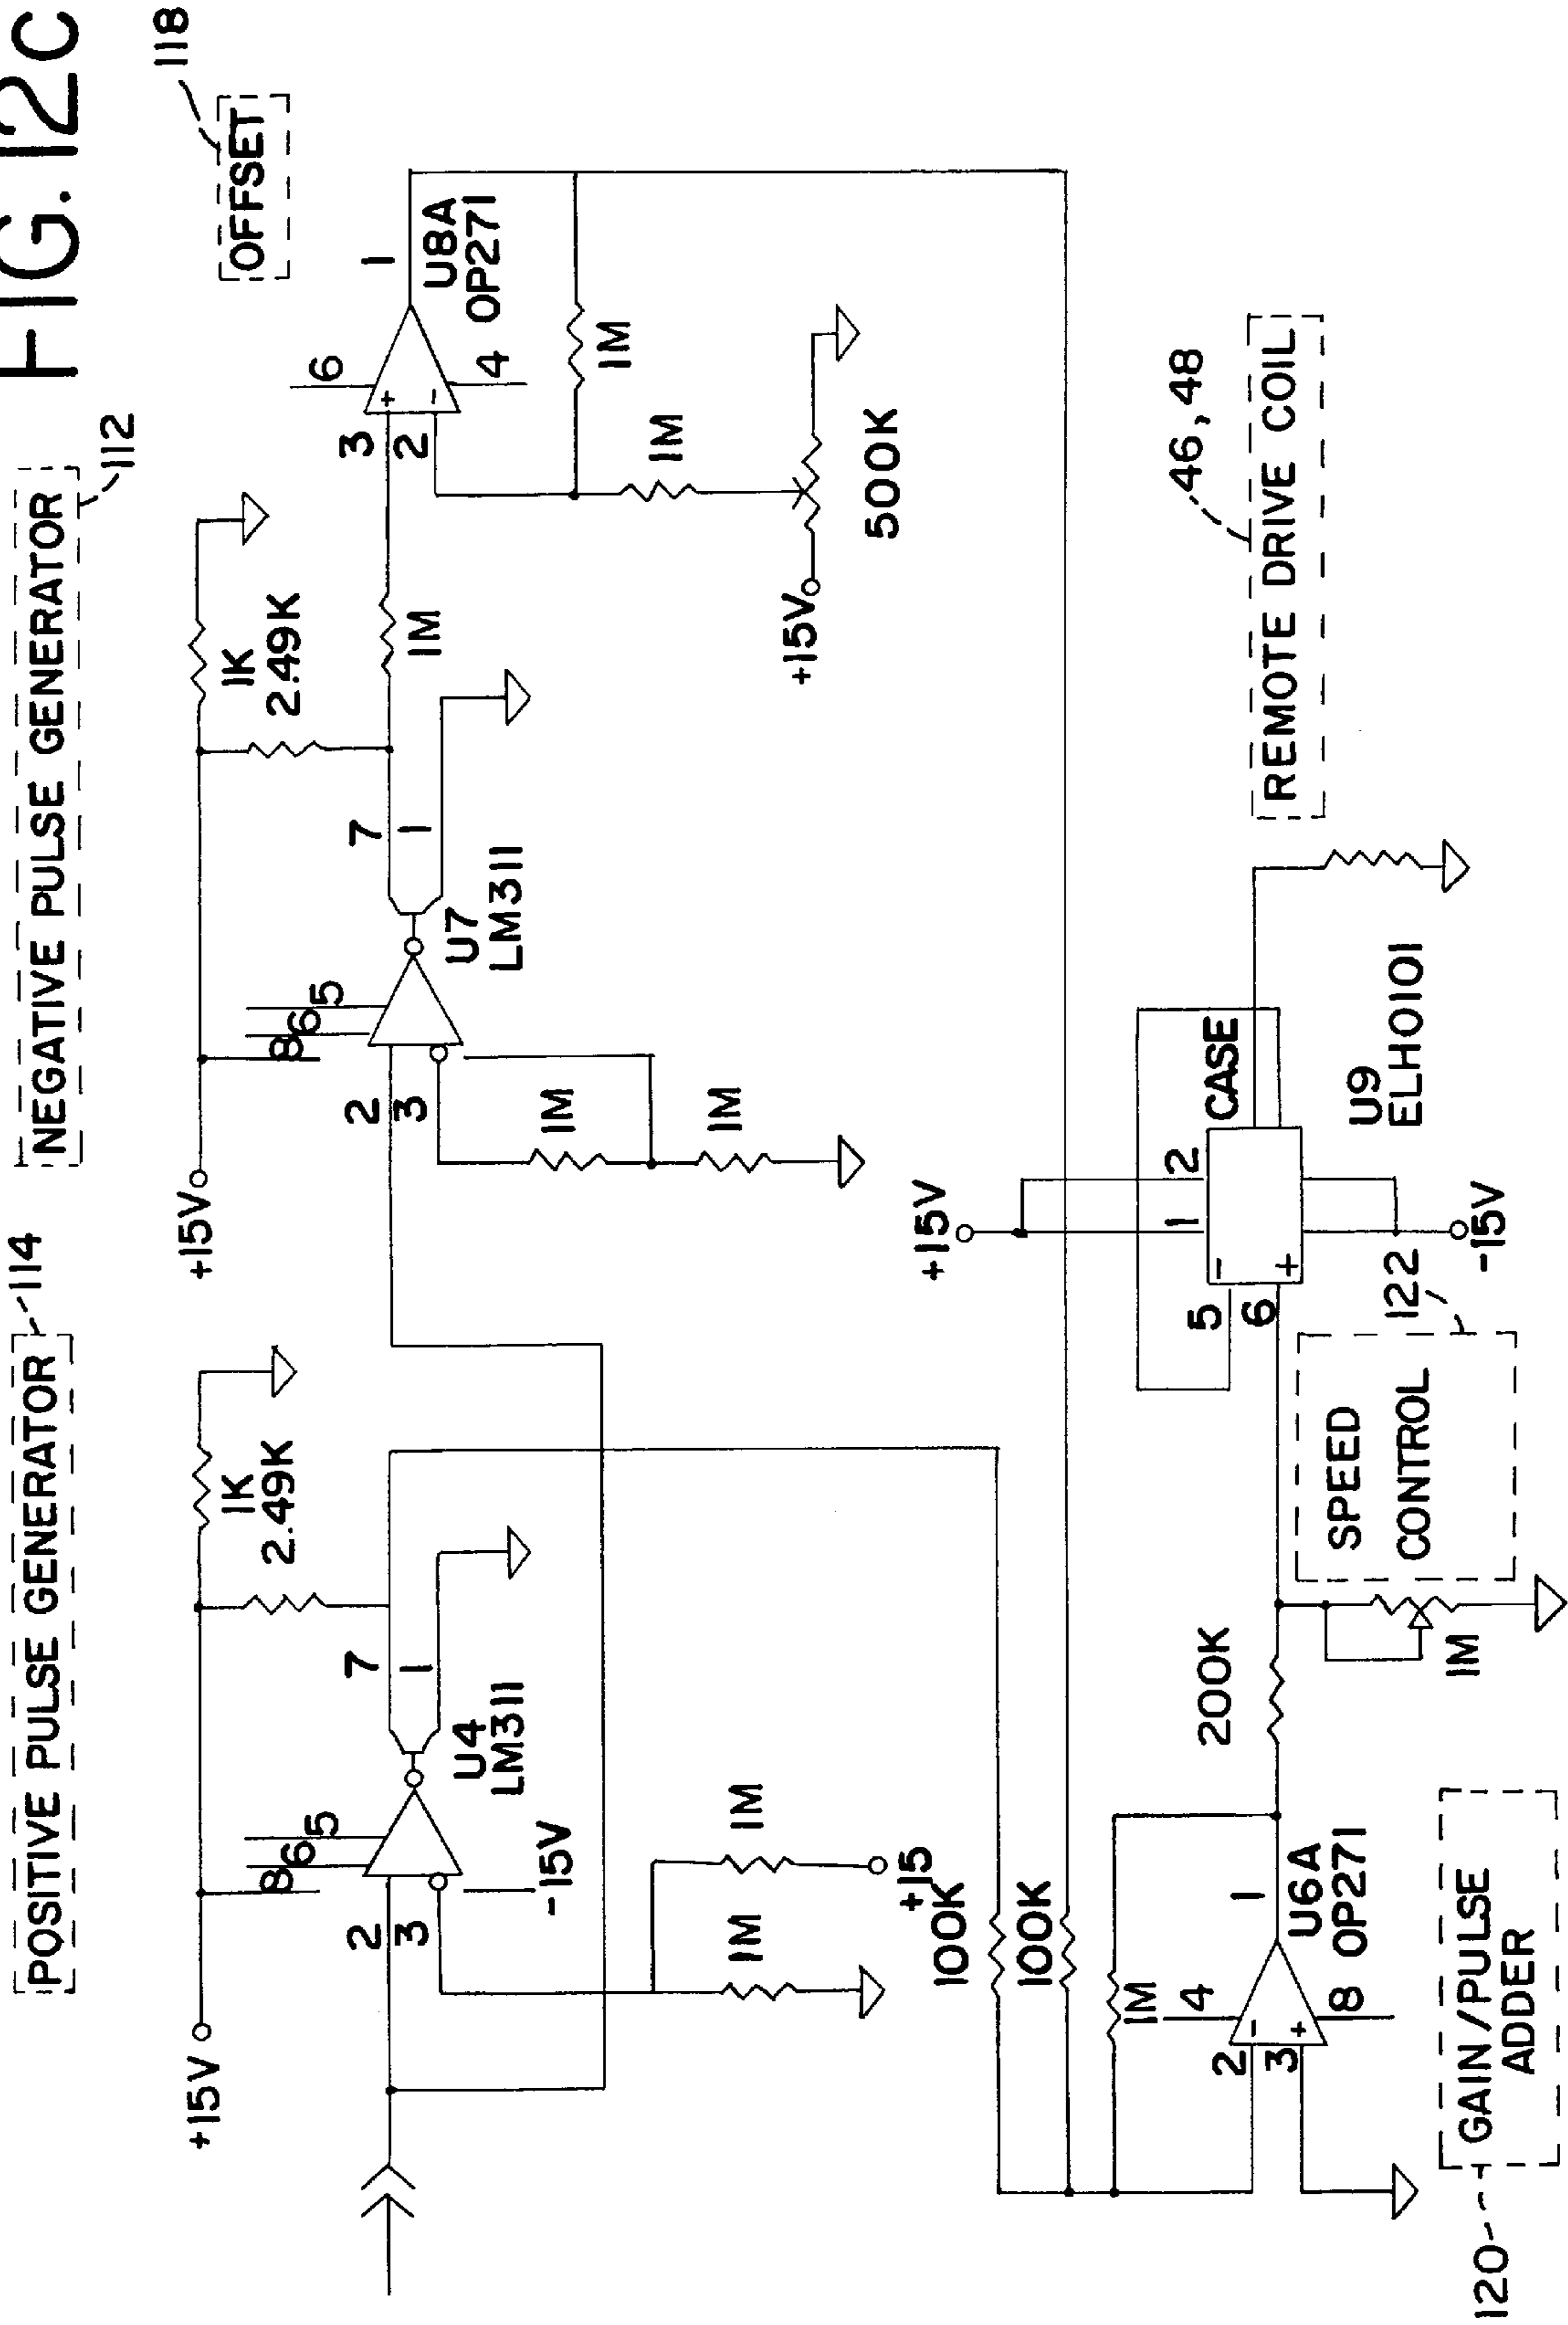 FIG. 12C
POSITIVE PULSE GENERATOR
114
NEGATIVE PULSE GENERATOR
112
OFFSET
118
+15V
1K
2.49K
8
6
5
2
3
7
1
U4
LM311
-15V
1M
1M
+15
+15V
1K
2.49K
8
6
5
2
3
7
1
U7
LM311
1M
1M
1M
3
2
6
4
1
U8A
OP271
1M
1M
500K
+15V
100K
100K
1M
4
2
3
8
1
U6A
OP271
GAIN/PULSE
ADDER
120
200K
1M
SPEED
CONTROL
122
+15V
1
2
5
6
-
+
CASE
-15V
U9
ELH0101
46, 48
REMOTE DRIVE COIL